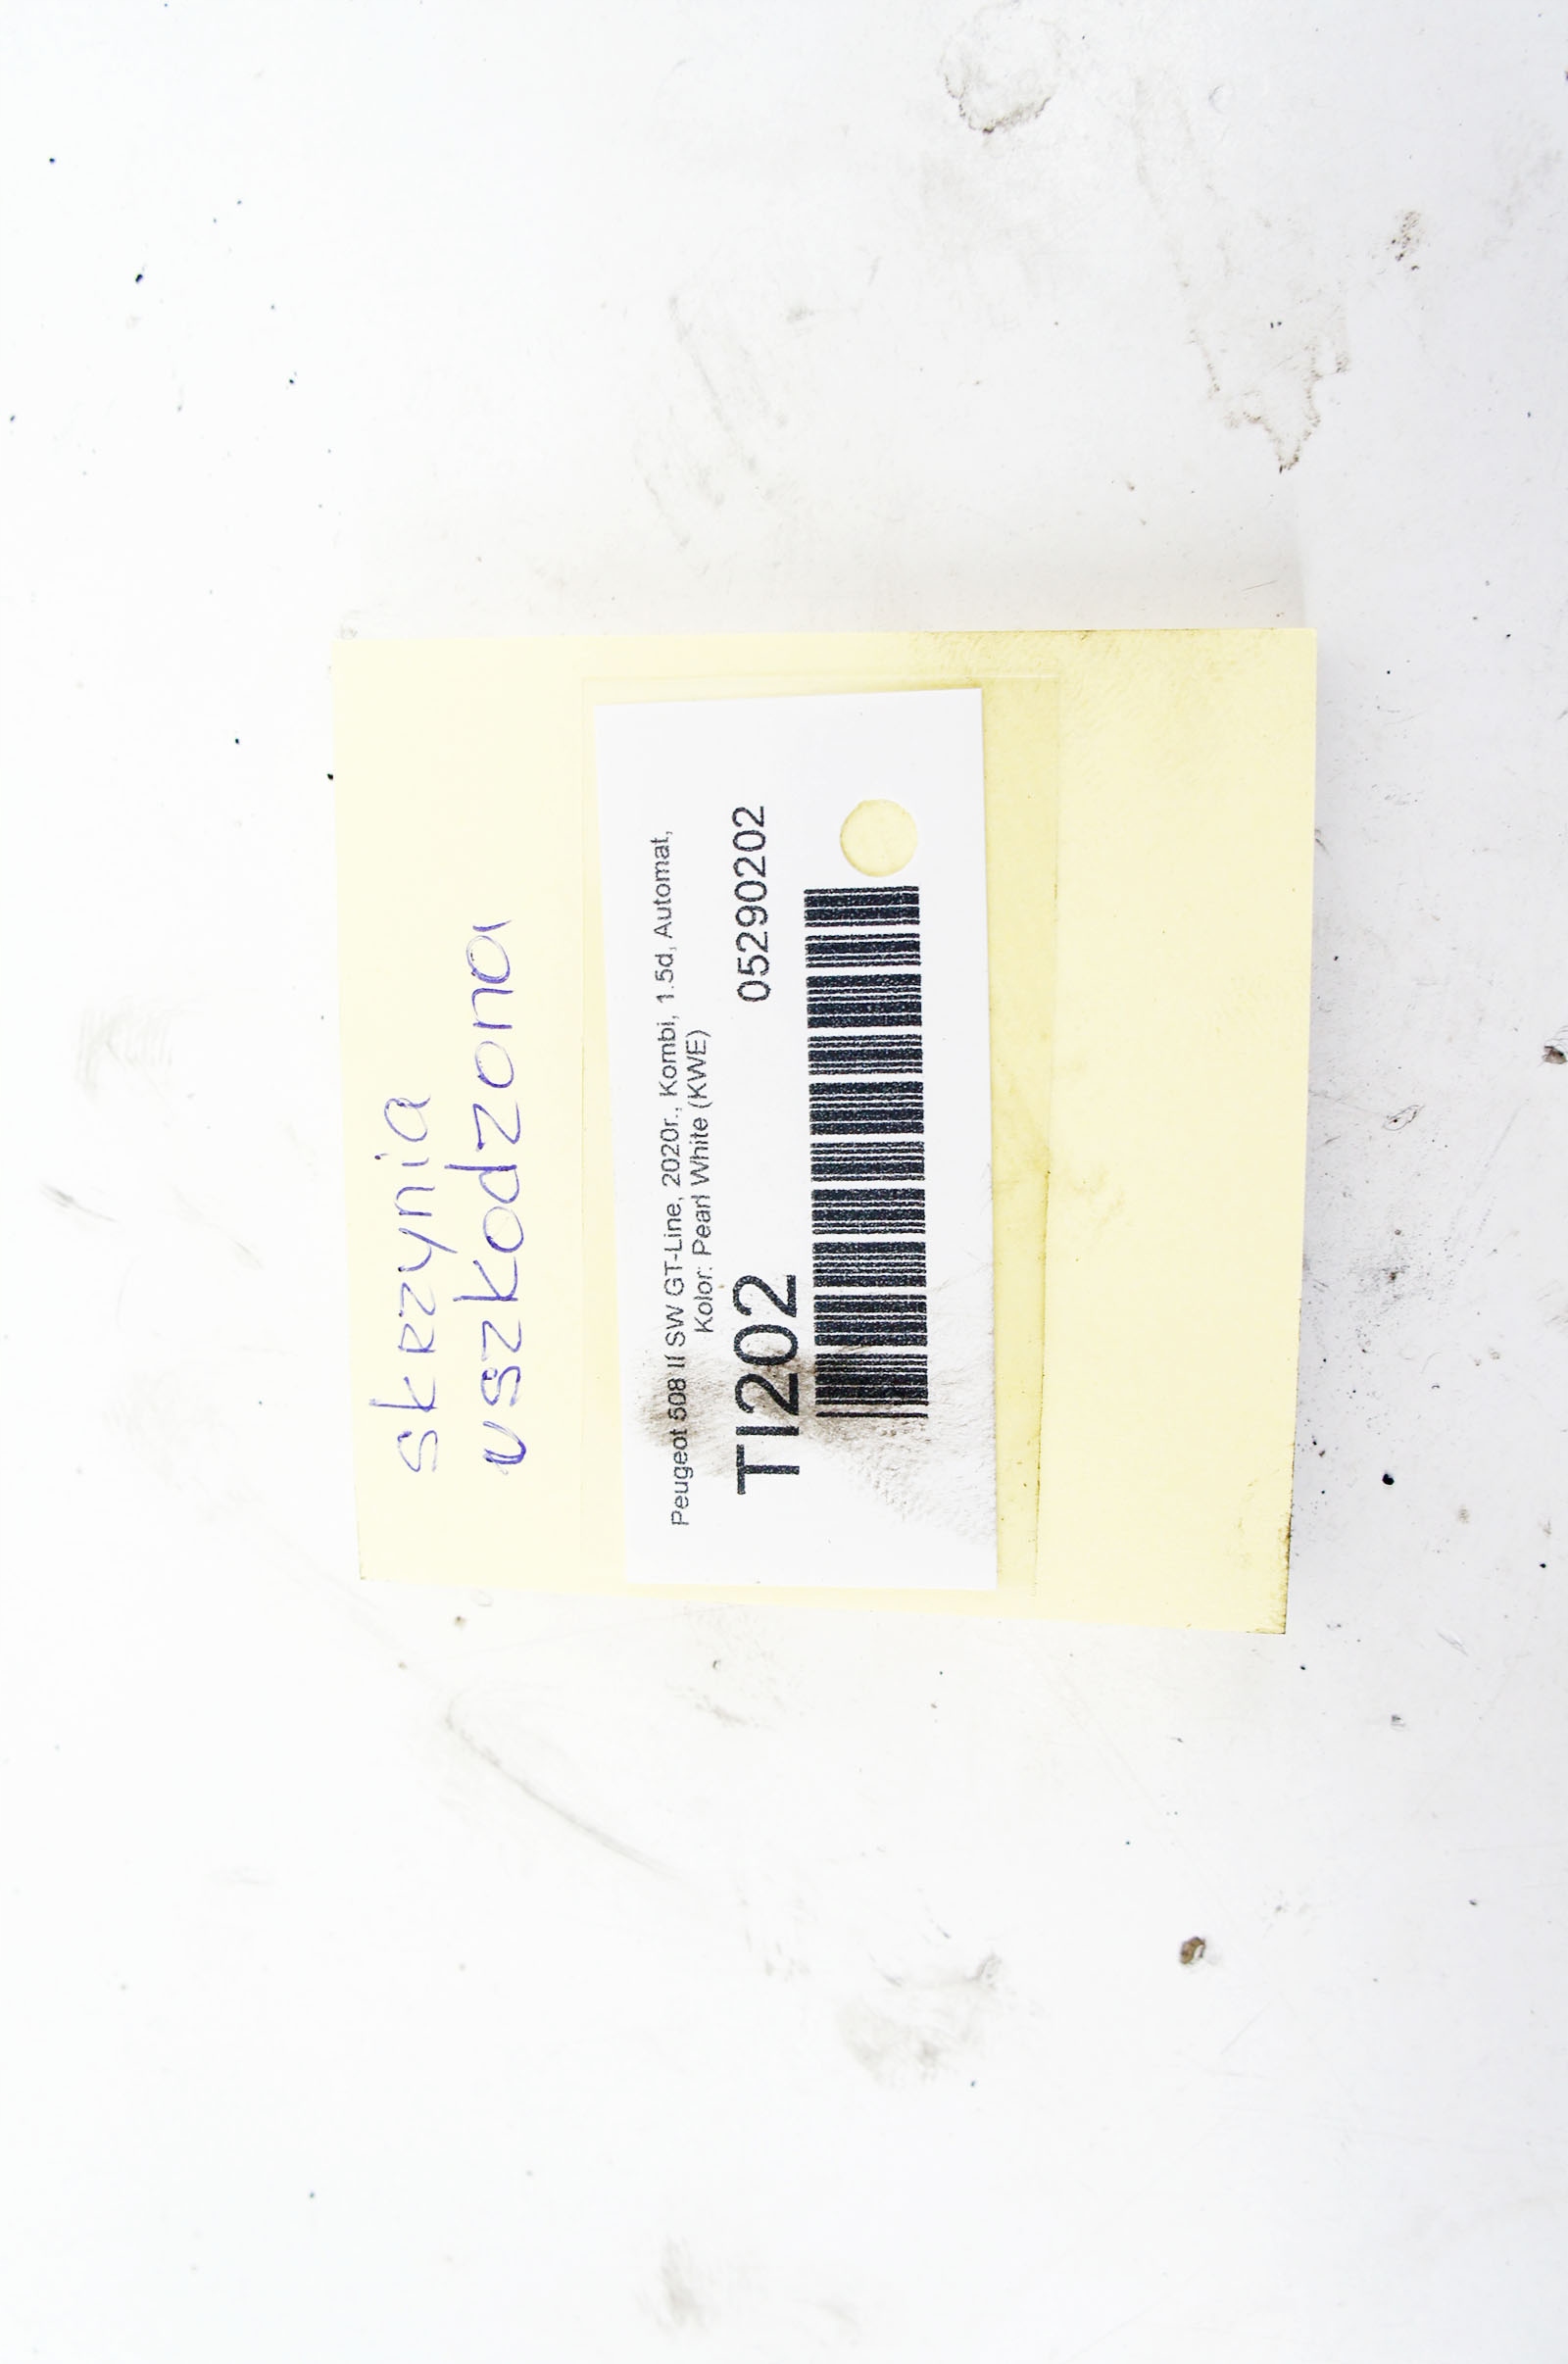 skrzynia
uszkodzona
Peugeot 508 II SW GT-Line, 2020r., Kombi, 1.5d, Automat,
Kolor: Pearl White (KWE)
TI202 05290202